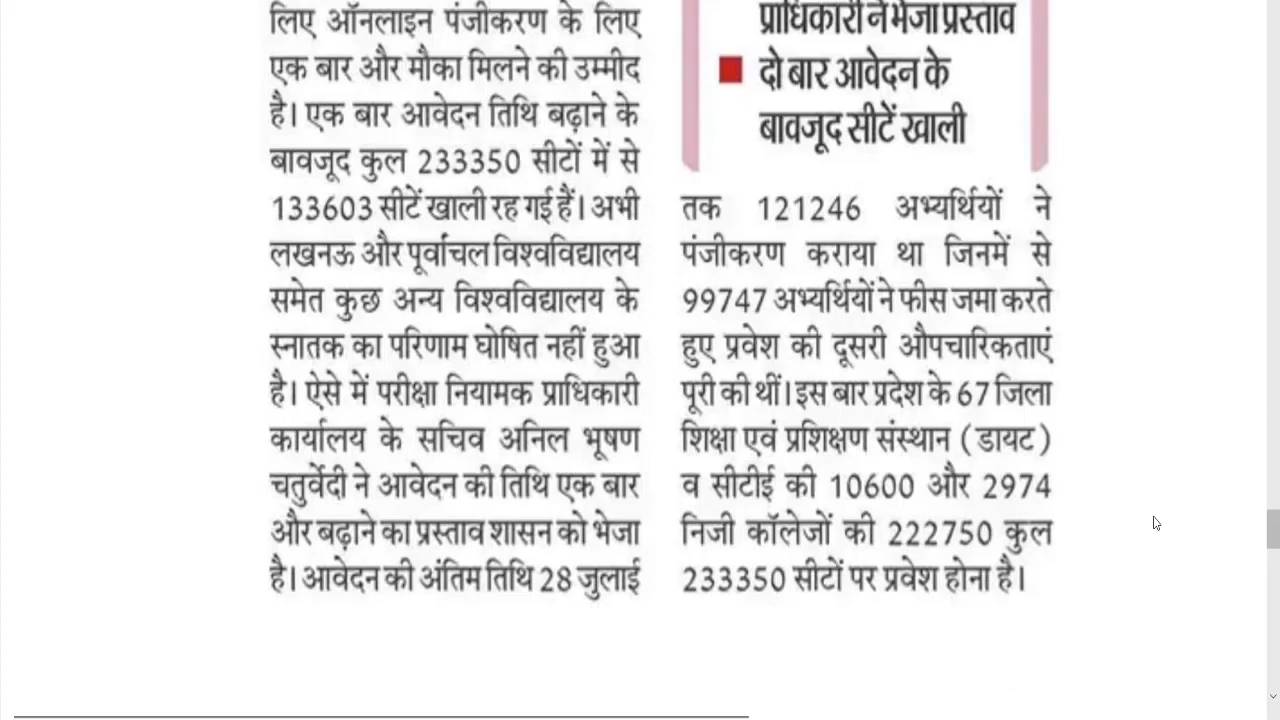 लिए ऑनलाइन पंजीकरण के लिए
एक बार और मौका मिलने की उम्मीद
है। एक बार आवेदन तिथि बढ़ाने के
बावजूद कुल 233350 सीटों में से
133603 सीटें खाली रह गई हैं। अभी
लखनऊ और पूर्वांचल विश्वविद्यालय
समेत कुछ अन्य विश्वविद्यालय के
स्नातक का परिणाम घोषित नहीं हुआ
है। ऐसे में परीक्षा नियामक प्राधिकारी
कार्यालय के सचिव अनिल भूषण
चतुर्वेदी ने आवेदन की तिथि एक बार
और बढ़ाने का प्रस्ताव शासन को भेजा
है। आवेदन की अंतिम तिथि 28 जुलाई
प्राधिकारी ने भेजा प्रस्ताव
दो बार आवेदन के
बावजूद सीटें खाली
तक 121246 अभ्यर्थियों ने
पंजीकरण कराया था जिनमें से
99747 अभ्यर्थियों ने फीस जमा करते
हुए प्रवेश की दूसरी औपचारिकताएं
पूरी की थीं। इस बार प्रदेश के 67 जिला
शिक्षा एवं प्रशिक्षण संस्थान (डायट)
व सीटीई की 10600 और 2974
निजी कॉलेजों की 222750 कुल
233350 सीटों पर प्रवेश होना है।